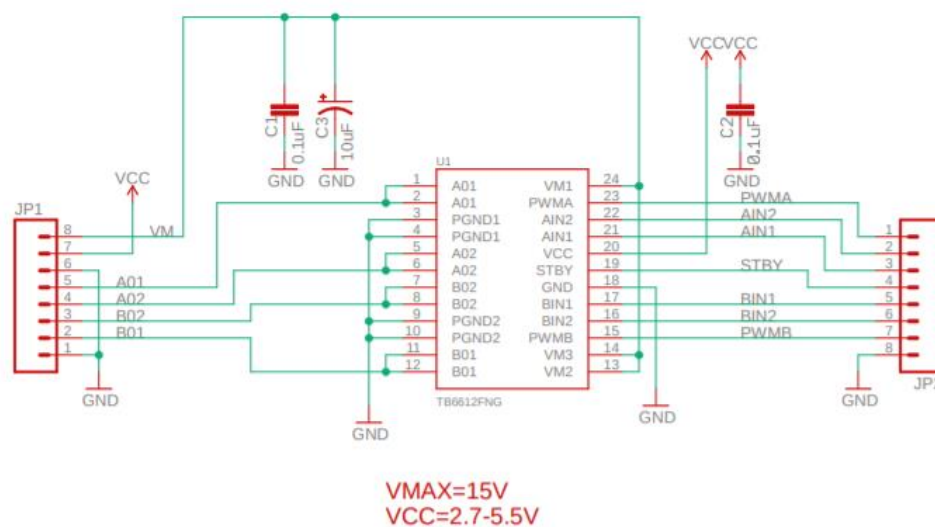 VCC VCC
C1
0.1uF
C3
10uF
C2
0.1uF
GND GND GND
VCC
U1
JP1
8 VM
7
6
5 A01
4 A02
3 B02
2 B01
1
GND
1 A01 VM1 24
2 A01 PWMA 23 PWMA
3 PGND1 AIN2 22 AIN2
4 PGND1 AIN1 21 AIN1
5 A02 VCC 20
6 A02 STBY 19 STBY
7 B02 GND 18
8 B02 BIN1 17 BIN1
9 PGND2 BIN2 16 BIN2
10 PGND2 PWMB 15 PWMB
11 B01 VM3 14
12 B01 VM2 13
TB6612FNG
1
2
3
4
5
6
7
8
GND GND GND
VMAX=15V
VCC=2.7-5.5V